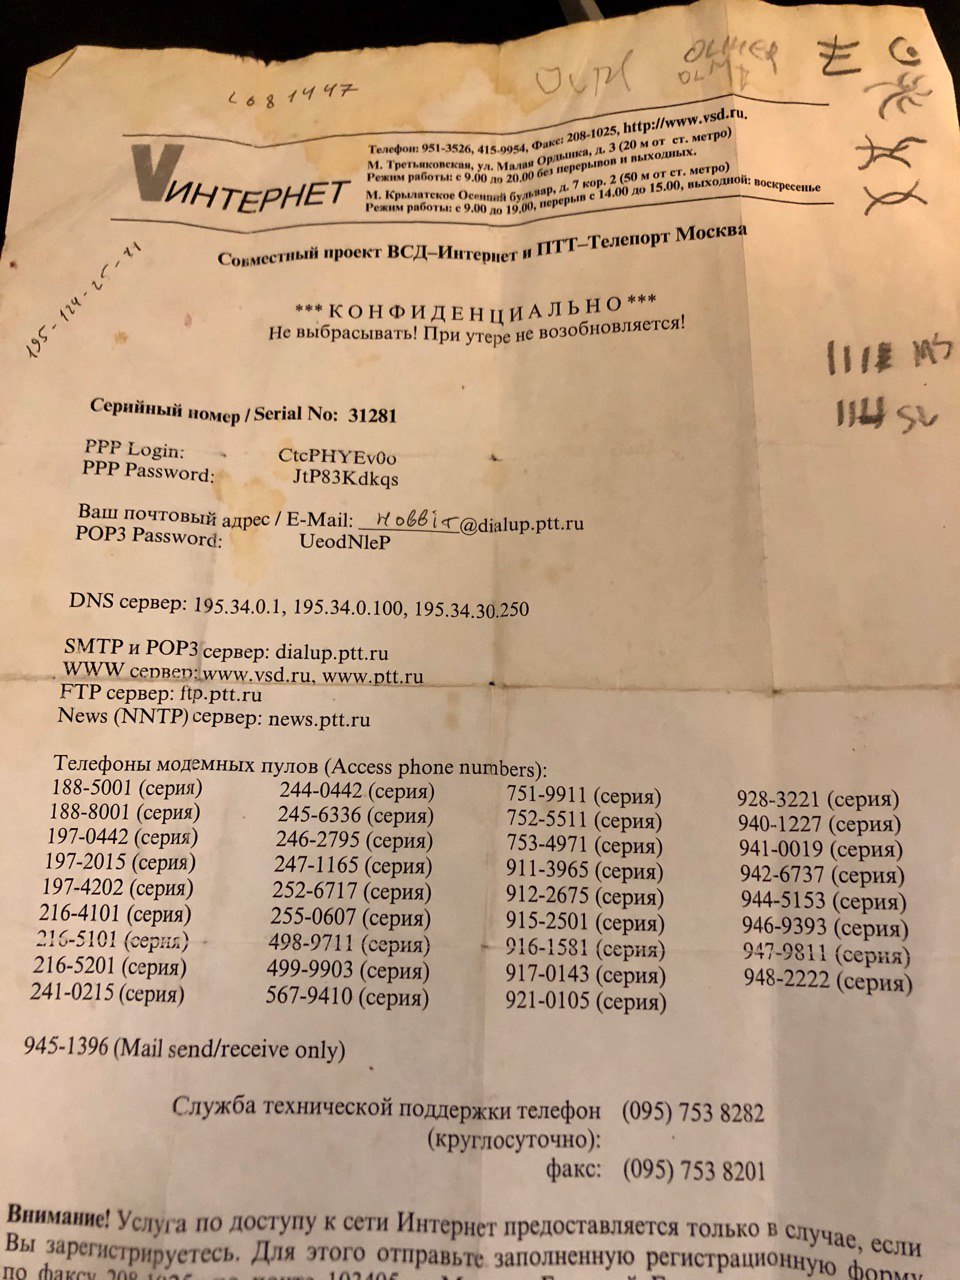 L081447
OLMER
OLM
Телефон: 951-3526, 415-9954, Факс: 208-1025, http://www.vsd.ru.
М. Третьяковская, ул. Малая Ордынка, д. 3 (20 м от ст. метро)
Режим работы: с 9.00 до 20.00 без перерывов и выходных.
М. Крылатское Осенний бульвар, д. 7 кор. 2 (50 м от ст. метро)
Режим работы: с 9.00 до 19.00, перерыв с 14.00 до 15.00, выходной: воскресенье
VИНТЕРНЕТ
195-124-25-21
Совместный проект ВСД–Интернет и ПТТ–Телепорт Москва
*** К О Н Ф И Д Е Н Ц И А Л Ь Н О ***
Не выбрасывать! При утере не возобновляется!
Серийный номер / Serial No: 31281
PPP Login: CtcPHYEv0o
PPP Password: JtP83Kdkqs
Ваш почтовый адрес / E-Mail: Hobbit@dialup.ptt.ru
POP3 Password: UeodNleP
DNS сервер: 195.34.0.1, 195.34.0.100, 195.34.30.250
SMTP и POP3 сервер: dialup.ptt.ru
WWW сервер: www.vsd.ru, www.ptt.ru
FTP сервер: ftp.ptt.ru
News (NNTP) сервер: news.ptt.ru
Телефоны модемных пулов (Access phone numbers):
188-5001 (серия) 244-0442 (серия) 751-9911 (серия) 928-3221 (серия)
188-8001 (серия) 245-6336 (серия) 752-5511 (серия) 940-1227 (серия)
197-0442 (серия) 246-2795 (серия) 753-4971 (серия) 941-0019 (серия)
197-2015 (серия) 247-1165 (серия) 911-3965 (серия) 942-6737 (серия)
197-4202 (серия) 252-6717 (серия) 912-2675 (серия) 944-5153 (серия)
216-4101 (серия) 255-0607 (серия) 915-2501 (серия) 946-9393 (серия)
216-5101 (серия) 498-9711 (серия) 916-1581 (серия) 947-9811 (серия)
216-5201 (серия) 499-9903 (серия) 917-0143 (серия) 948-2222 (серия)
241-0215 (серия) 567-9410 (серия) 921-0105 (серия)
945-1396 (Mail send/receive only)
Служба технической поддержки телефон (095) 753 8282
(круглосуточно):
факс: (095) 753 8201
Внимание! Услуга по доступу к сети Интернет предоставляется только в случае, если
Вы зарегистрируетесь. Для этого отправьте заполненную регистрационную форму
по факсу 208-1025